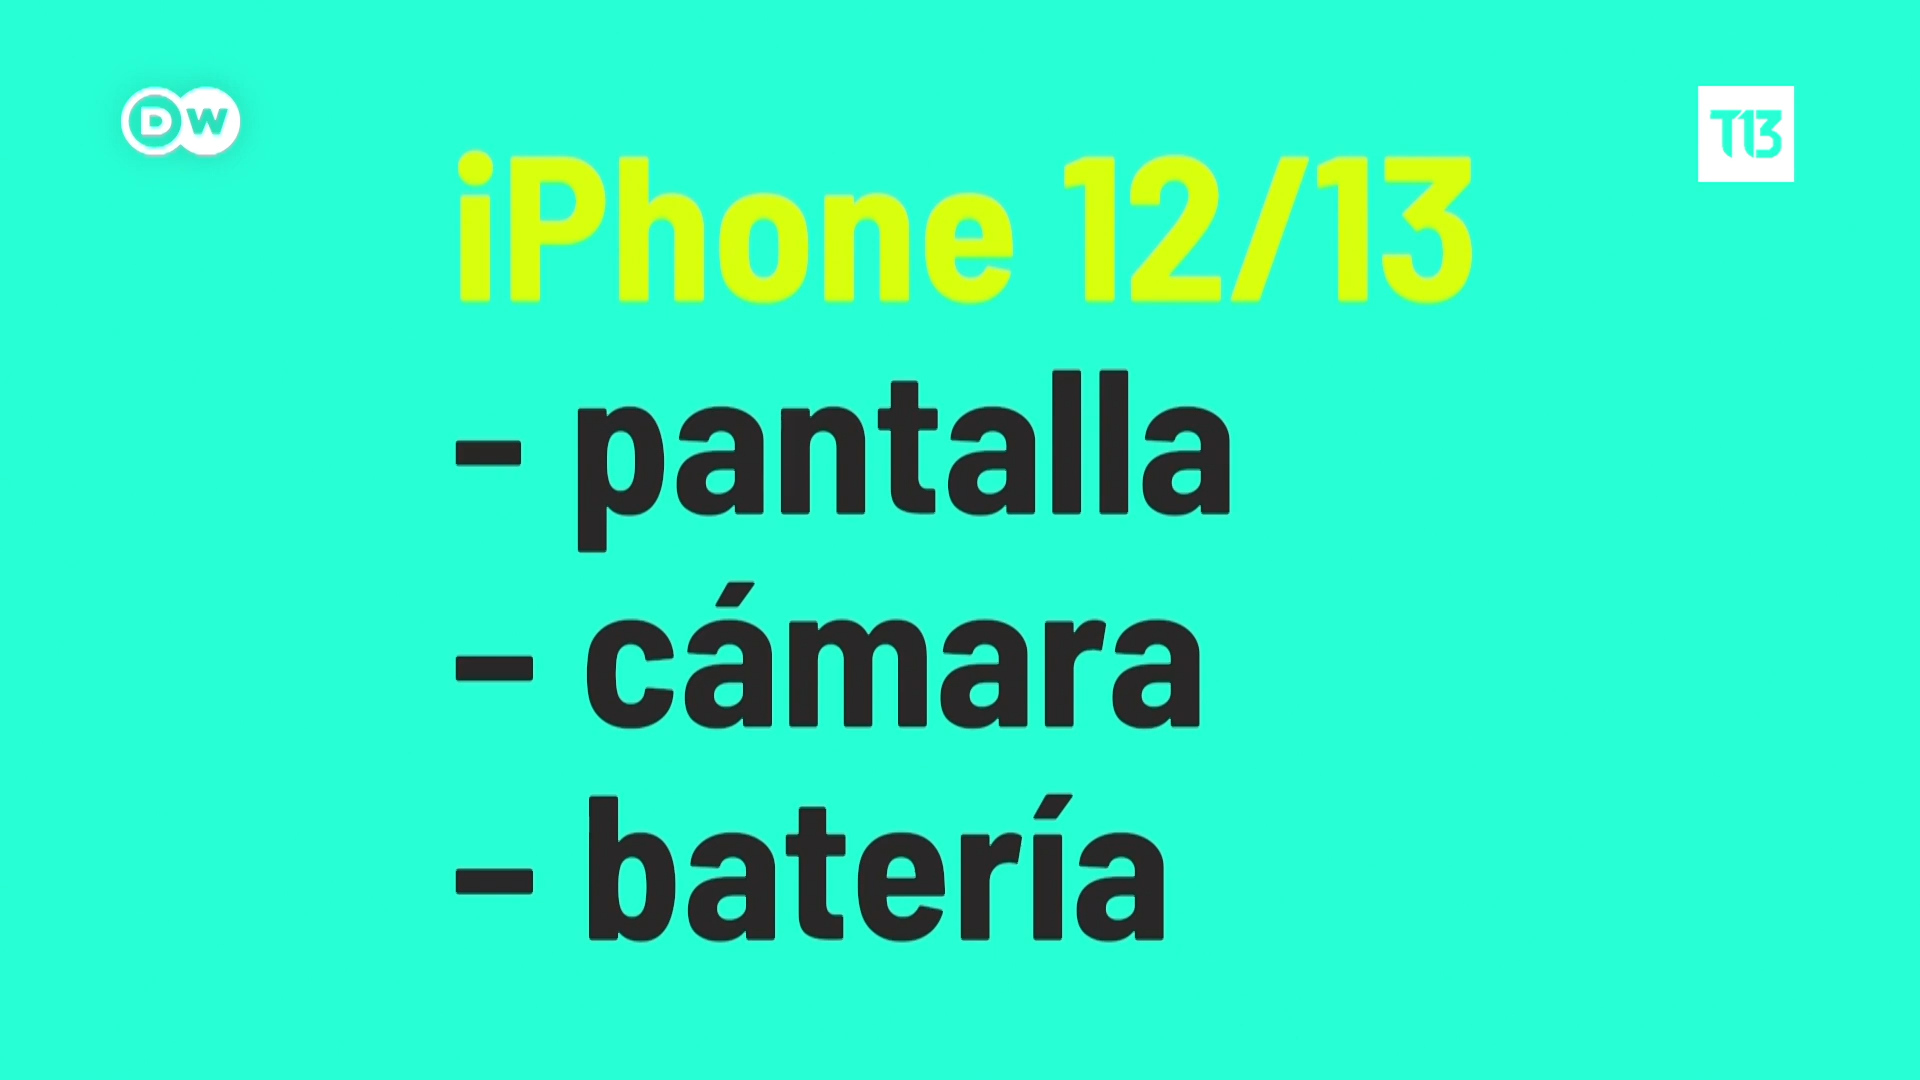 DW
T13
iPhone 12/13
- pantalla
- cámara
- batería